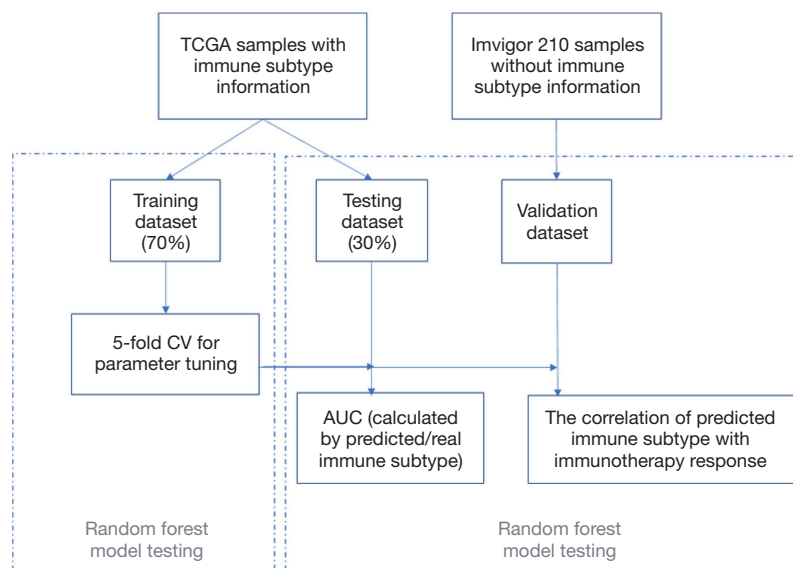 TCGA samples with
immune subtype
information
Imvigor 210 samples
without immune
subtype information
Training
dataset
(70%)
Testing
dataset
(30%)
Validation
dataset
5-fold CV for
parameter tuning
AUC (calculated
by predicted/real
immune subtype)
The correlation of predicted
immune subtype with
immunotherapy response
Random forest
model testing
Random forest
model testing